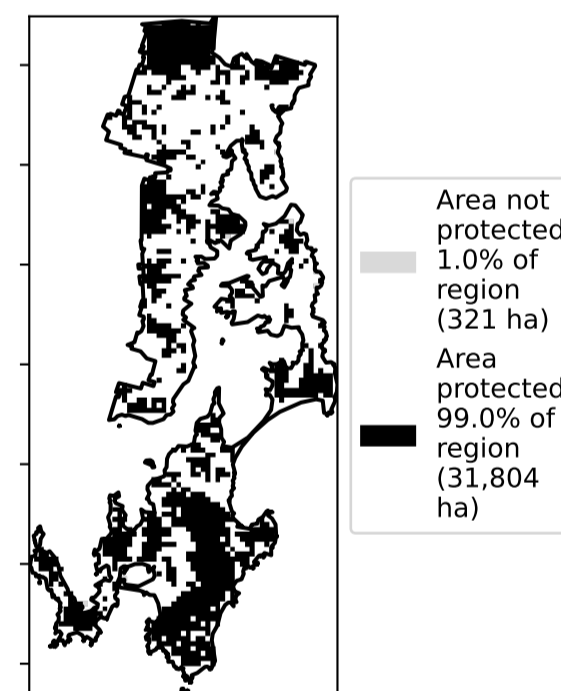 Area not
protected
1.0% of
region
(321 ha)
Area
protected
99.0% of
region
(31,804
ha)